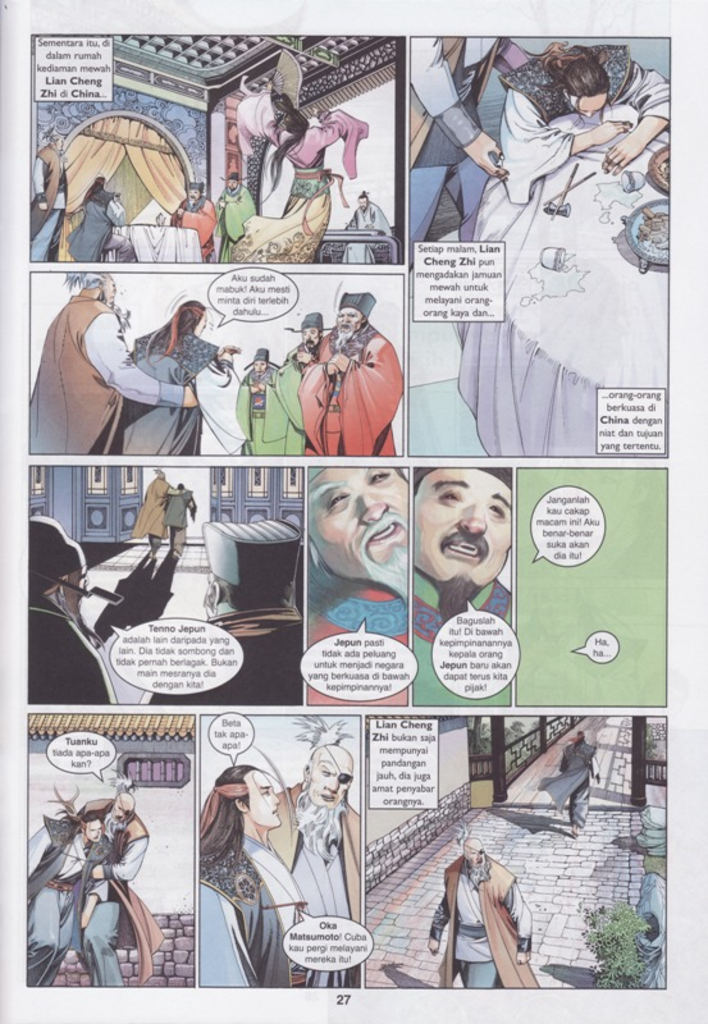 Sementara itu, di
dalam rumah
kediaman mewah
Lian Cheng
Zhi di China...
Setiap malam, Lian
Cheng Zhi pun
mengadakan jamuan
mewah untuk
melayani orang-
orang kaya dan...
...orang-orang
berkuasa di
China dengan
niat dan tujuan
yang tertentu.
Aku sudah
mabuk! Aku mesti
minta diri terlebih
dahulu...
Tenno Jepun
adalah lain daripada yang
lain. Dia tidak sombong dan
tidak pernah berlagak. Bukan
main mesranya dia
dengan kita!
Jepun pasti
tidak ada peluang
untuk menjadi negara
yang berkuasa di bawah
kepimpinannya!
Baguslah
itu! Di bawah
kepimpinanannya
kepala orang
Jepun baru akan
dapat terus kita
pijak!
Janganlah
kau cakap
macam ini! Aku
benar-benar
suka akan
dia itu!
Ha,
ha...
Tuanku
tiada apa-apa
kan?
Beta
tak apa-
apa!
Oka
Matsumoto! Cuba
kau pergi melayani
mereka itu!
Lian Cheng
Zhi bukan saja
mempunyai
pandangan
jauh, dia juga
amat penyabar
orangnya.
27